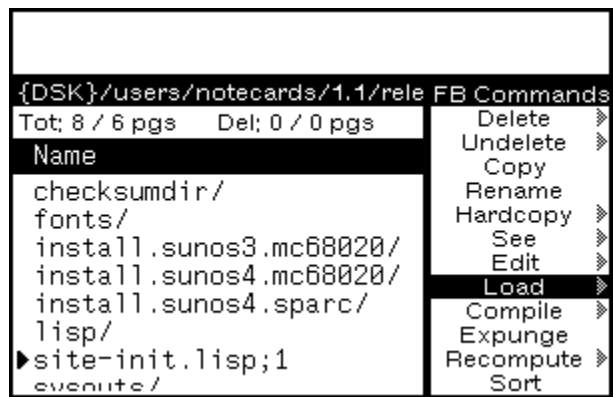 {DSK}/users/notecards/1.1/rele
FB Commands
Tot: 8 / 6 pgs Del: 0 / 0 pgs
Name
checksumdir/
fonts/
install.sunos3.mc68020/
install.sunos4.mc68020/
install.sunos4.sparc/
lisp/
site-init.lisp;1
Delete
Undelete
Copy
Rename
Hardcopy
See
Edit
Load
Compile
Expunge
Recompute
Sort